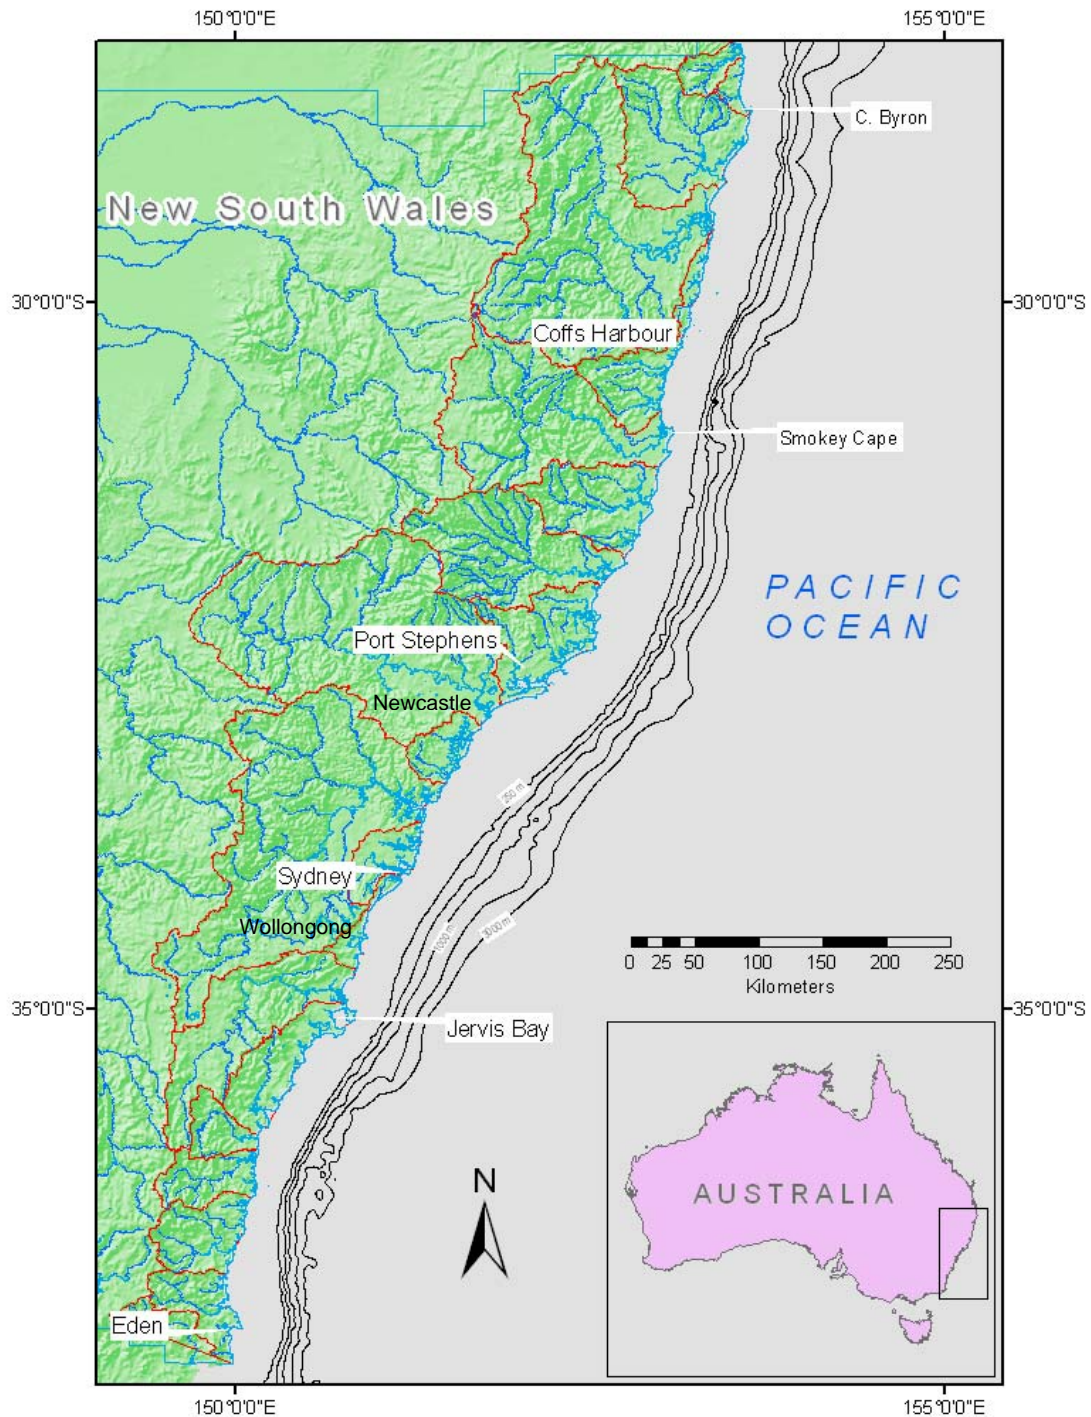 150°0'0"E
155°0'0"E
C. Byron
New South Wales
30°0'0"S
30°0'0"S
Coffs Harbour
Smokey Cape
PACIFIC
OCEAN
Port Stephens
Newcastle
250 m
Sydney
Wollongong
1000 m
3000 m
0 25 50 100 150 200 250
Kilometers
35°0'0"S
35°0'0"S
Jervis Bay
N
AUSTRALIA
Eden
150°0'0"E
155°0'0"E